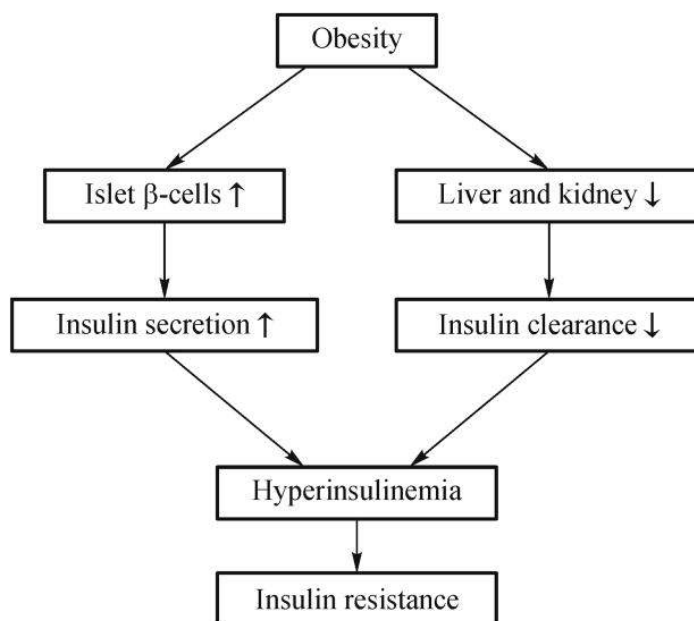 Obesity
Islet β-cells ↑
Liver and kidney ↓
Insulin secretion ↑
Insulin clearance ↓
Hyperinsulinemia
Insulin resistance